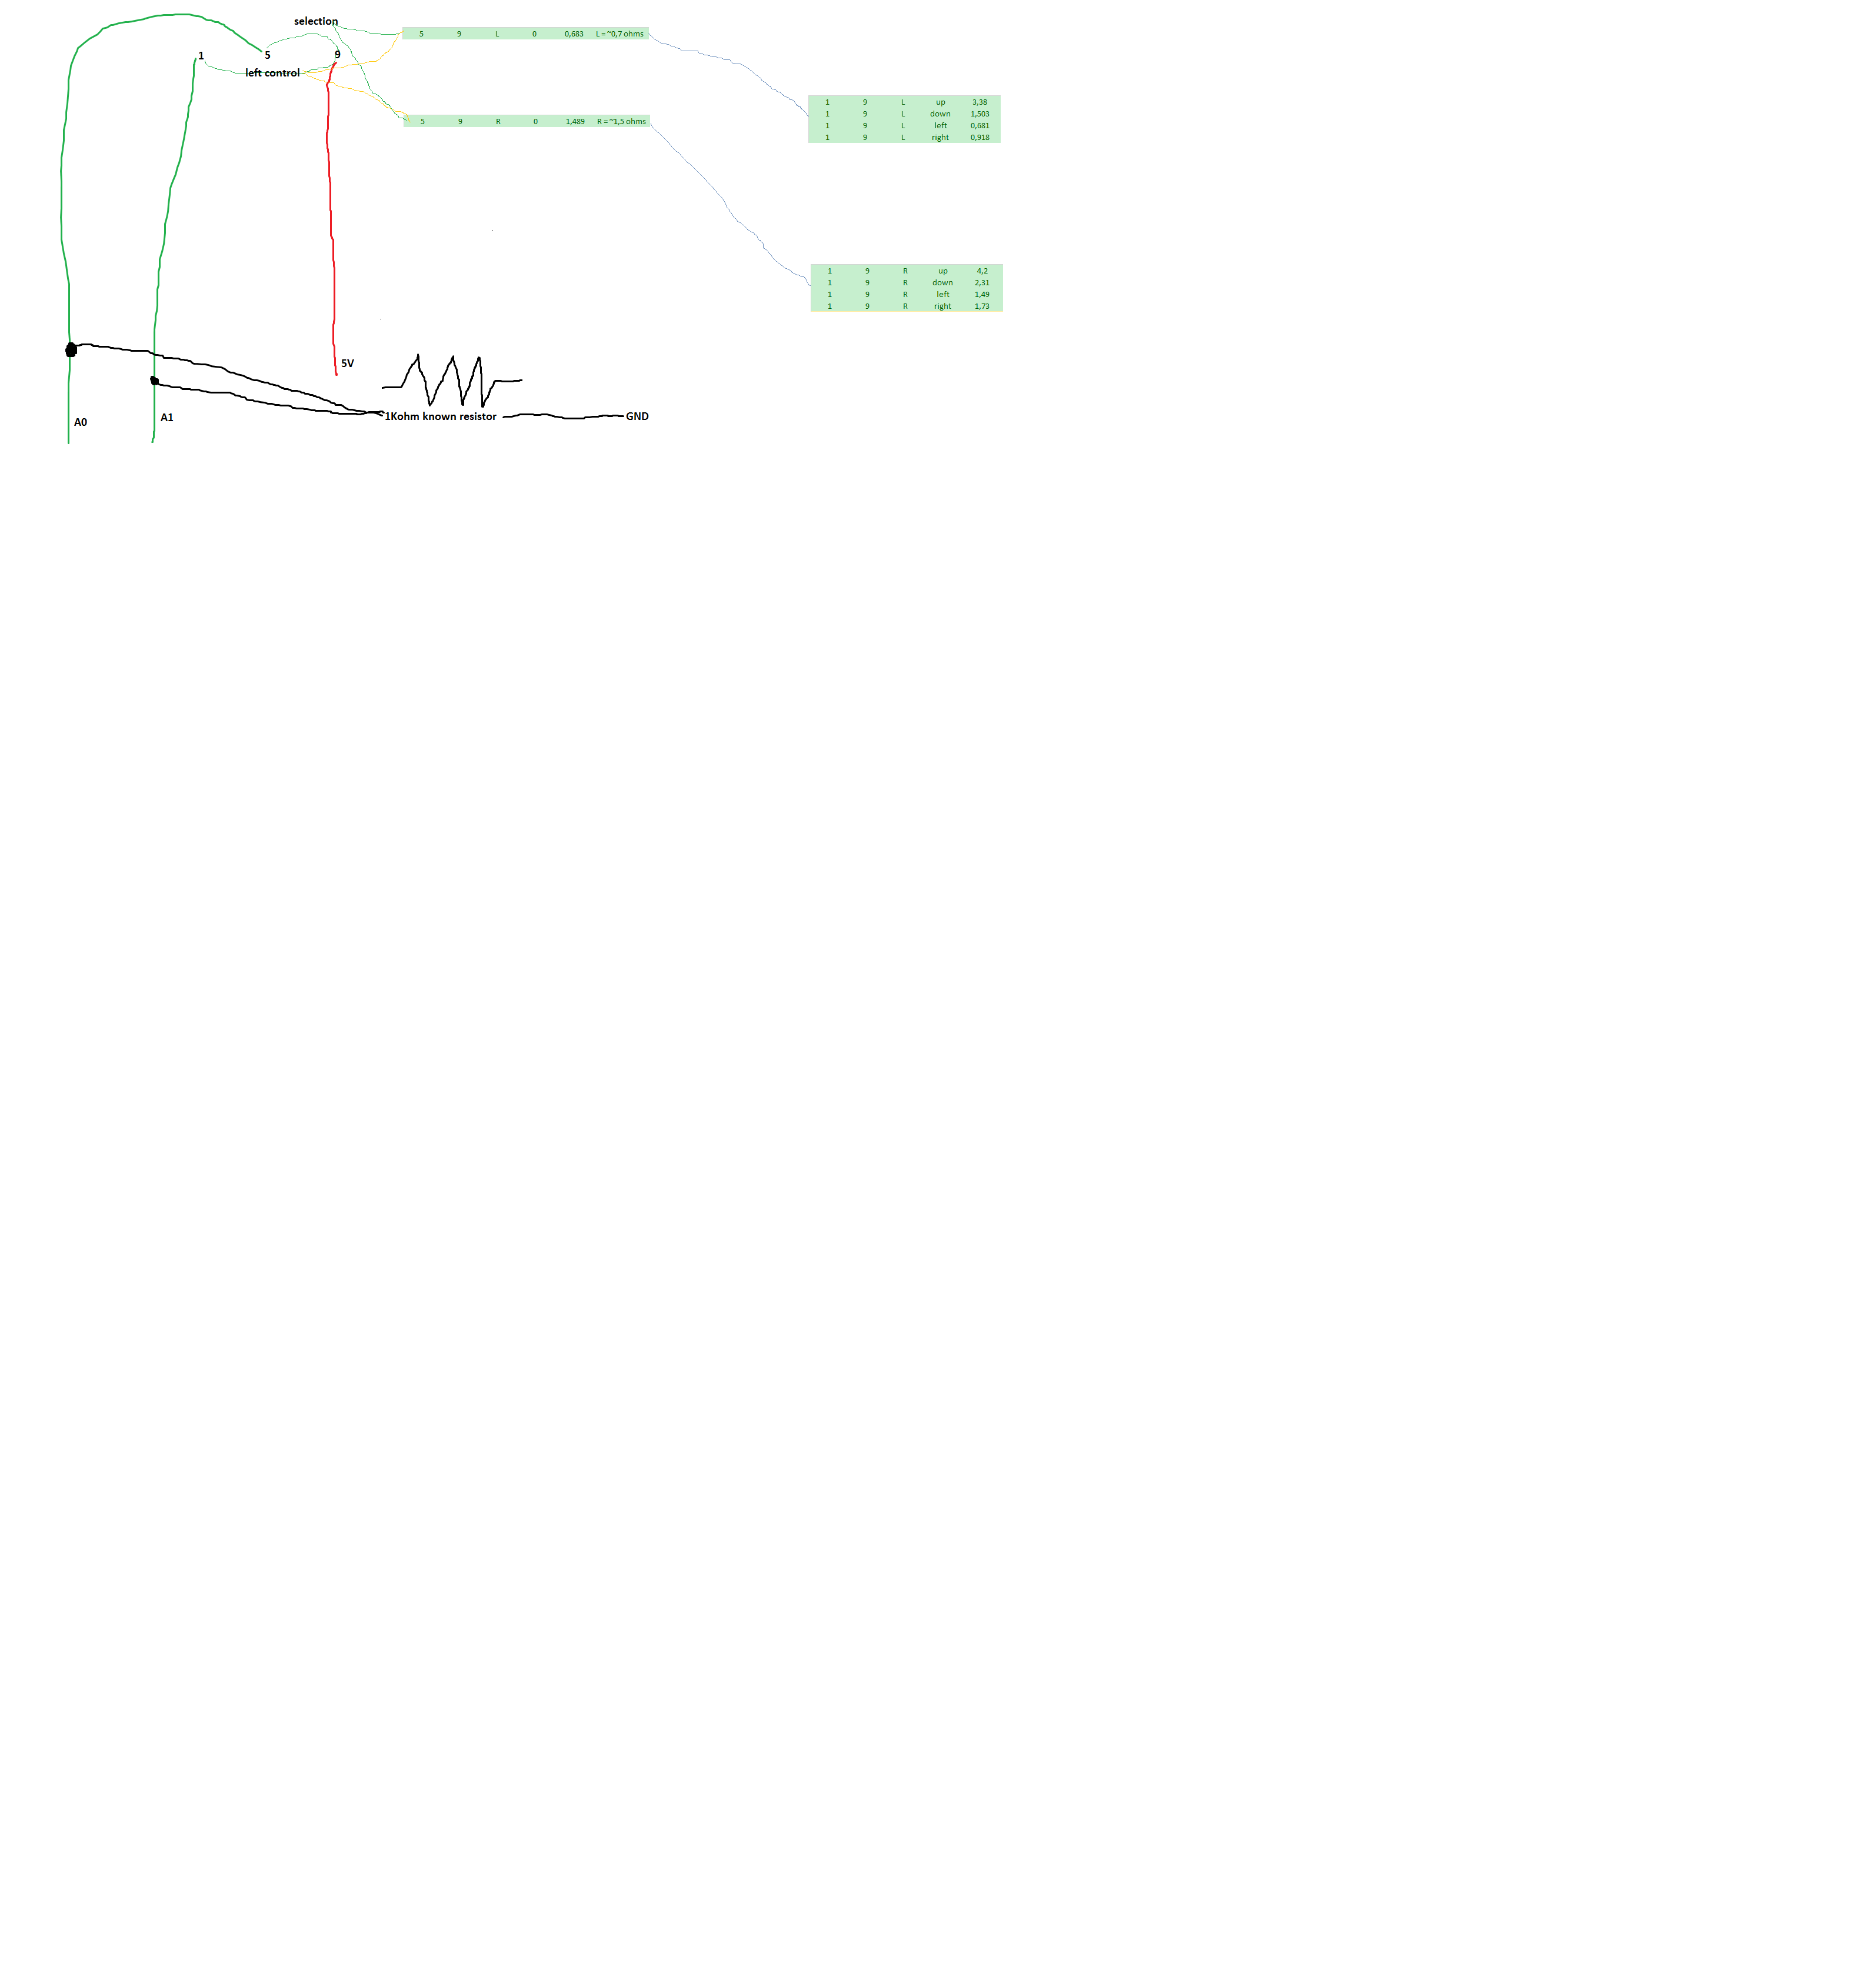 selection
5 9 L 0 0,683 L = ~0,7 ohms
1 5 9
left control
1 9 L up 3,38
1 9 L down 1,503
1 9 L left 0,681
1 9 L right 0,918
5 9 R 0 1,489 R = ~1,5 ohms
1 9 R up 4,2
1 9 R down 2,31
1 9 R left 1,49
1 9 R right 1,73
5V
A0 A1 1Kohm known resistor GND